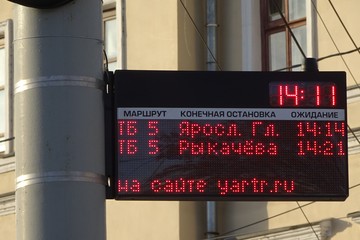 14:11
МАРШРУТ КОНЕЧНАЯ ОСТАНОВКА ОЖИДАНИЕ
ТБ 5 Яросл. Гл. 14:14
ТБ 5 Рыкачёва 14:21
на сайте yartr.ru